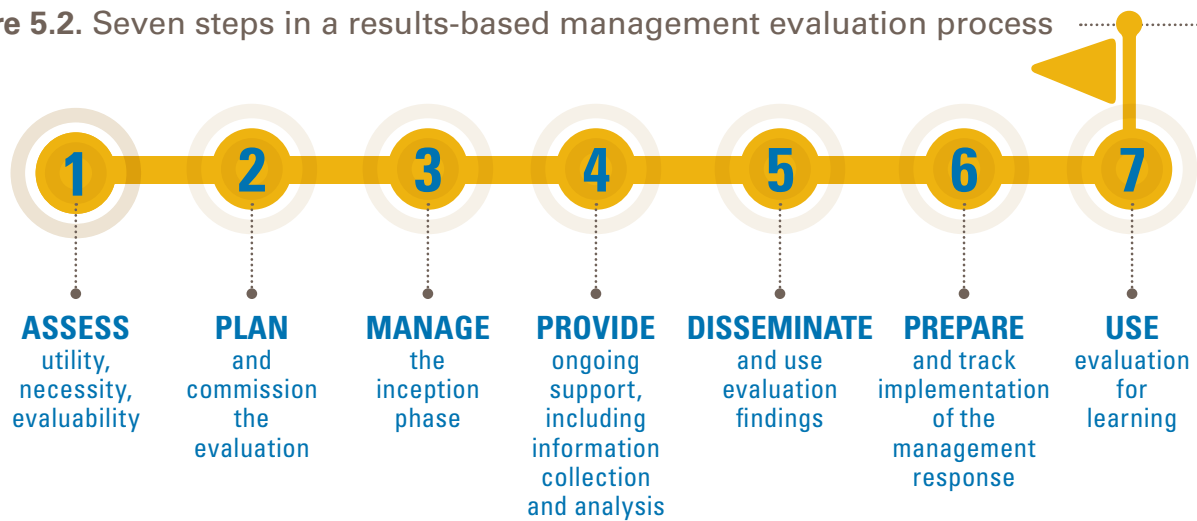 re 5.2. Seven steps in a results-based management evaluation process
1
2
3
4
5
6
7
ASSESS
utility,
necessity,
evaluability
PLAN
and
commission
the
evaluation
MANAGE
the
inception
phase
PROVIDE
ongoing
support,
including
information
collection
and analysis
DISSEMINATE
and use
evaluation
findings
PREPARE
and track
implementation
of the
management
response
USE
evaluation
for
learning